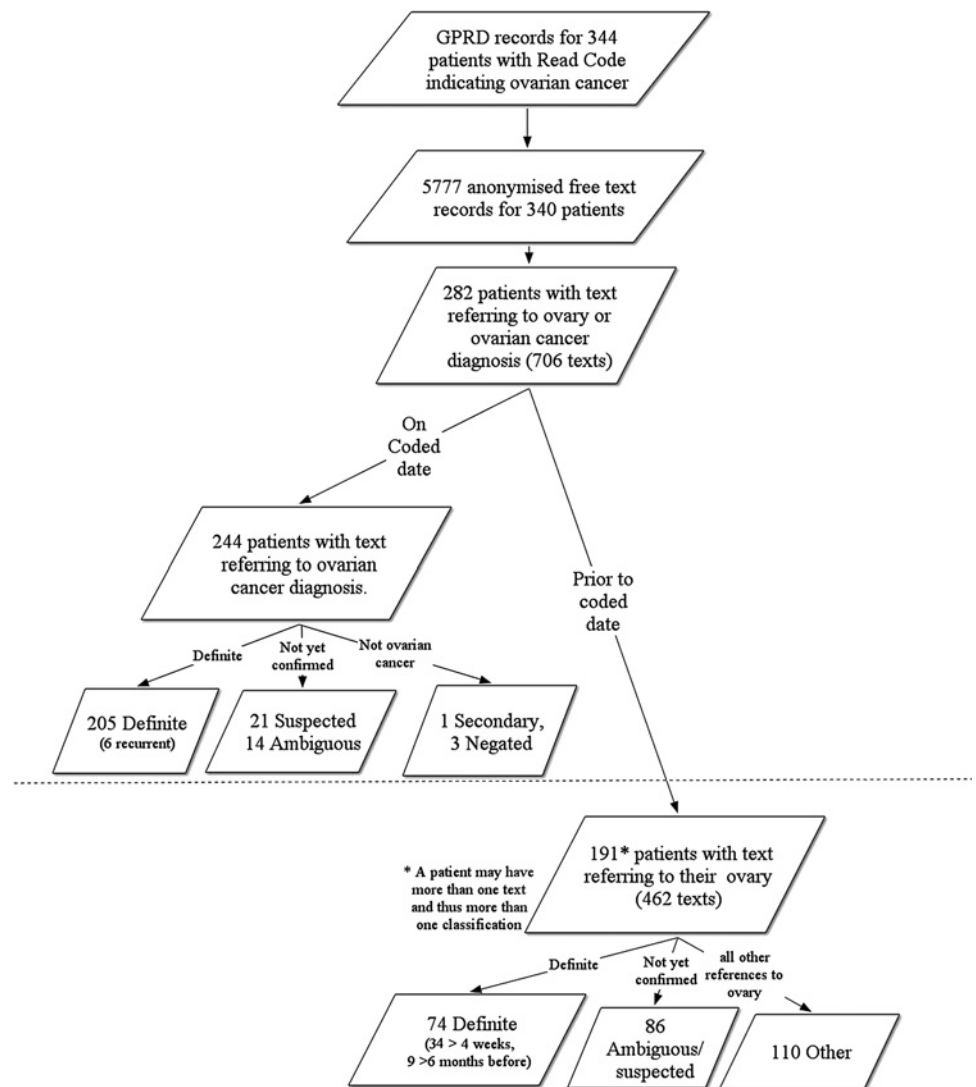 GPRD records for 344
patients with Read Code
indicating ovarian cancer
5777 anonymised free text
records for 340 patients
282 patients with text
referring to ovary or
ovarian cancer
diagnosis (706 texts)
On
Coded
date
244 patients with text
referring to ovarian
cancer diagnosis.
Prior to
coded
date
Definite
Not yet
confirmed
Not ovarian
cancer
205 Definite
(6 recurrent)
21 Suspected
14 Ambiguous
1 Secondary,
3 Negated
191* patients with text
referring to their ovary
(462 texts)
* A patient may have
more than one text
and thus more than
one classification
Definite
Not yet
confirmed
all other
references to
ovary
74 Definite
(34 > 4 weeks,
9 >6 months before)
86
Ambiguous/
suspected
110 Other